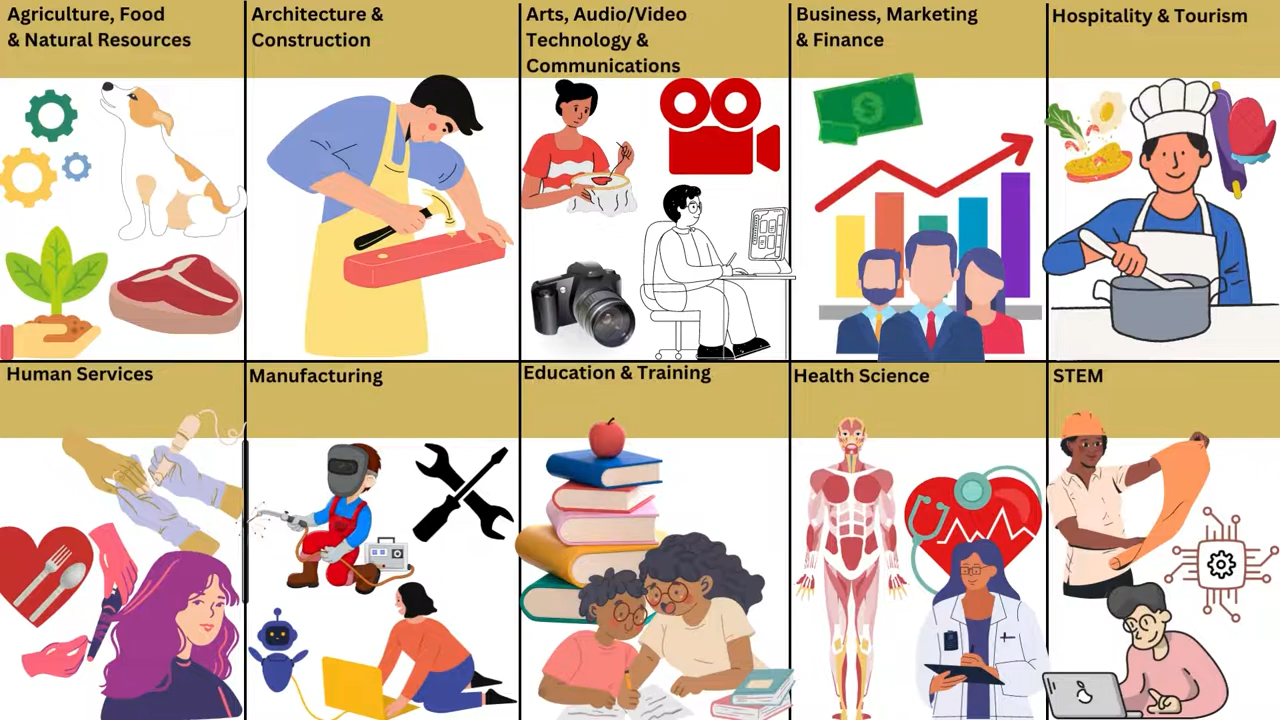 Agriculture, Food
& Natural Resources
Architecture &
Construction
Arts, Audio/Video
Technology &
Communications
Business, Marketing
& Finance
Hospitality & Tourism
Human Services
Manufacturing
Education & Training
Health Science
STEM